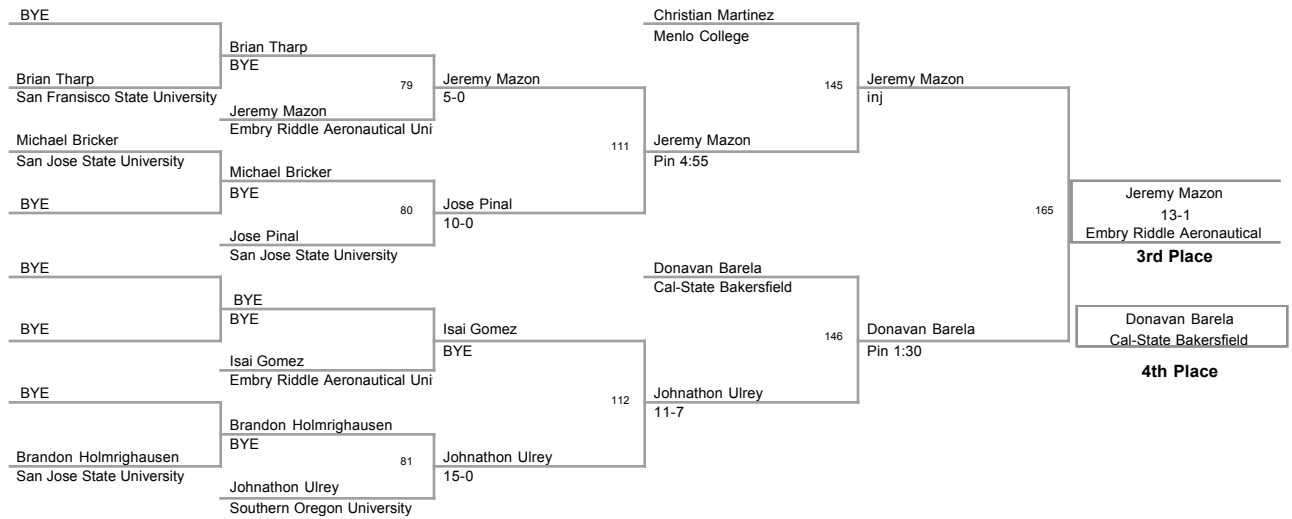 BYE
Brian Tharp
BYE
Brian Tharp
San Fransisco State University
79
Jeremy Mazon
5-0
Jeremy Mazon
Embry Riddle Aeronautical Uni
Michael Bricker
San Jose State University
Michael Bricker
BYE
BYE
80
Jose Pinal
10-0
Jose Pinal
San Jose State University
111
Jeremy Mazon
Pin 4:55
Christian Martinez
Menlo College
145
Jeremy Mazon
inj
BYE
BYE
BYE
BYE
Isai Gomez
BYE
Isai Gomez
Embry Riddle Aeronautical Uni
BYE
Brandon Holmrighausen
BYE
Brandon Holmrighausen
San Jose State University
81
Johnathon Ulrey
15-0
Johnathon Ulrey
Southern Oregon University
112
Johnathon Ulrey
11-7
Donavan Barela
Cal-State Bakersfield
146
Donavan Barela
Pin 1:30
165
Jeremy Mazon
13-1
Embry Riddle Aeronautical
3rd Place
Donavan Barela
Cal-State Bakersfield
4th Place